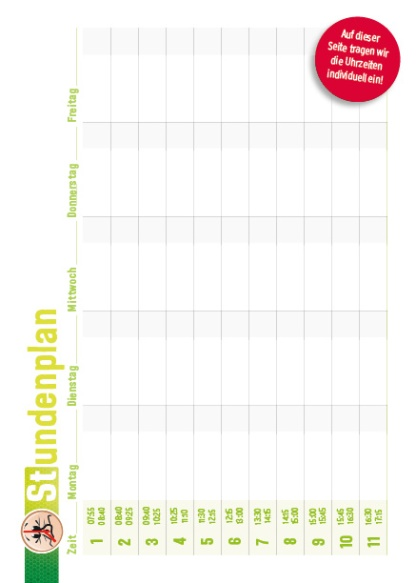 Auf dieser
Seite tragen wir
die Uhrzeiten
individuell ein!
Stundenplan
Zeit Montag Dienstag Mittwoch Donnerstag Freitag
1 07:55 08:40
2 08:40 09:25
3 09:40 10:25
4 10:25 11:10
5 11:30 12:15
6 12:15 13:00
7 13:30 14:15
8 14:15 15:00
9 15:00 15:45
10 15:45 16:30
11 16:30 17:15